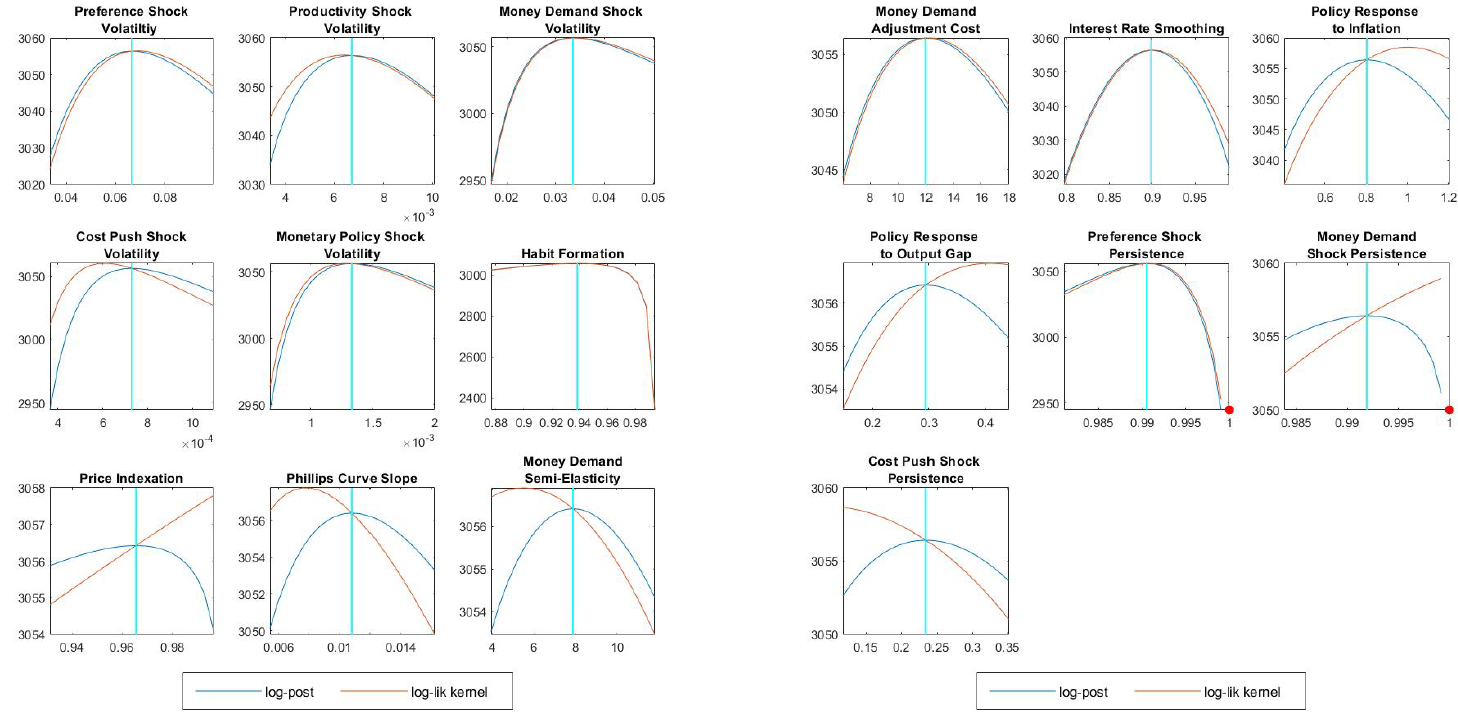 Preference Shock
Volatiltiy
3060
3050
3040
3030
3020
0.04 0.06 0.08
Productivity Shock
Volatility
3060
3050
3040
3030
4 6 8 10
×10-3
Money Demand Shock
Volatility
3050
3000
2950
0.02 0.03 0.04 0.05
Cost Push Shock
Volatility
3050
3000
2950
4 6 8 10
×10-4
Monetary Policy Shock
Volatility
3050
3000
2950
1 1.5 2
×10-3
Habit Formation
3000
2800
2600
2400
0.88 0.9 0.92 0.94 0.96 0.98
Price Indexation
3058
3057
3056
3055
3054
0.94 0.96 0.98
Phillips Curve Slope
3056
3054
3052
3050
0.006 0.01 0.014
Money Demand
Semi-Elasticity
3056
3055
3054
4 6 8 10
log-post log-lik kernel
Money Demand
Adjustment Cost
3055
3050
3045
8 10 12 14 16 18
Interest Rate Smoothing
3060
3050
3040
3030
3020
0.8 0.85 0.9 0.95
Policy Response
to Inflation
3060
3055
3050
3045
3040
0.6 0.8 1 1.2
Policy Response
to Output Gap
3056
3055
3054
0.2 0.3 0.4
Preference Shock
Persistence
3050
3000
2950
0.985 0.99 0.995 1
Money Demand
Shock Persistence
3060
3055
3050
0.985 0.99 0.995 1
Cost Push Shock
Persistence
3060
3055
3050
0.15 0.2 0.25 0.3 0.35
log-post log-lik kernel